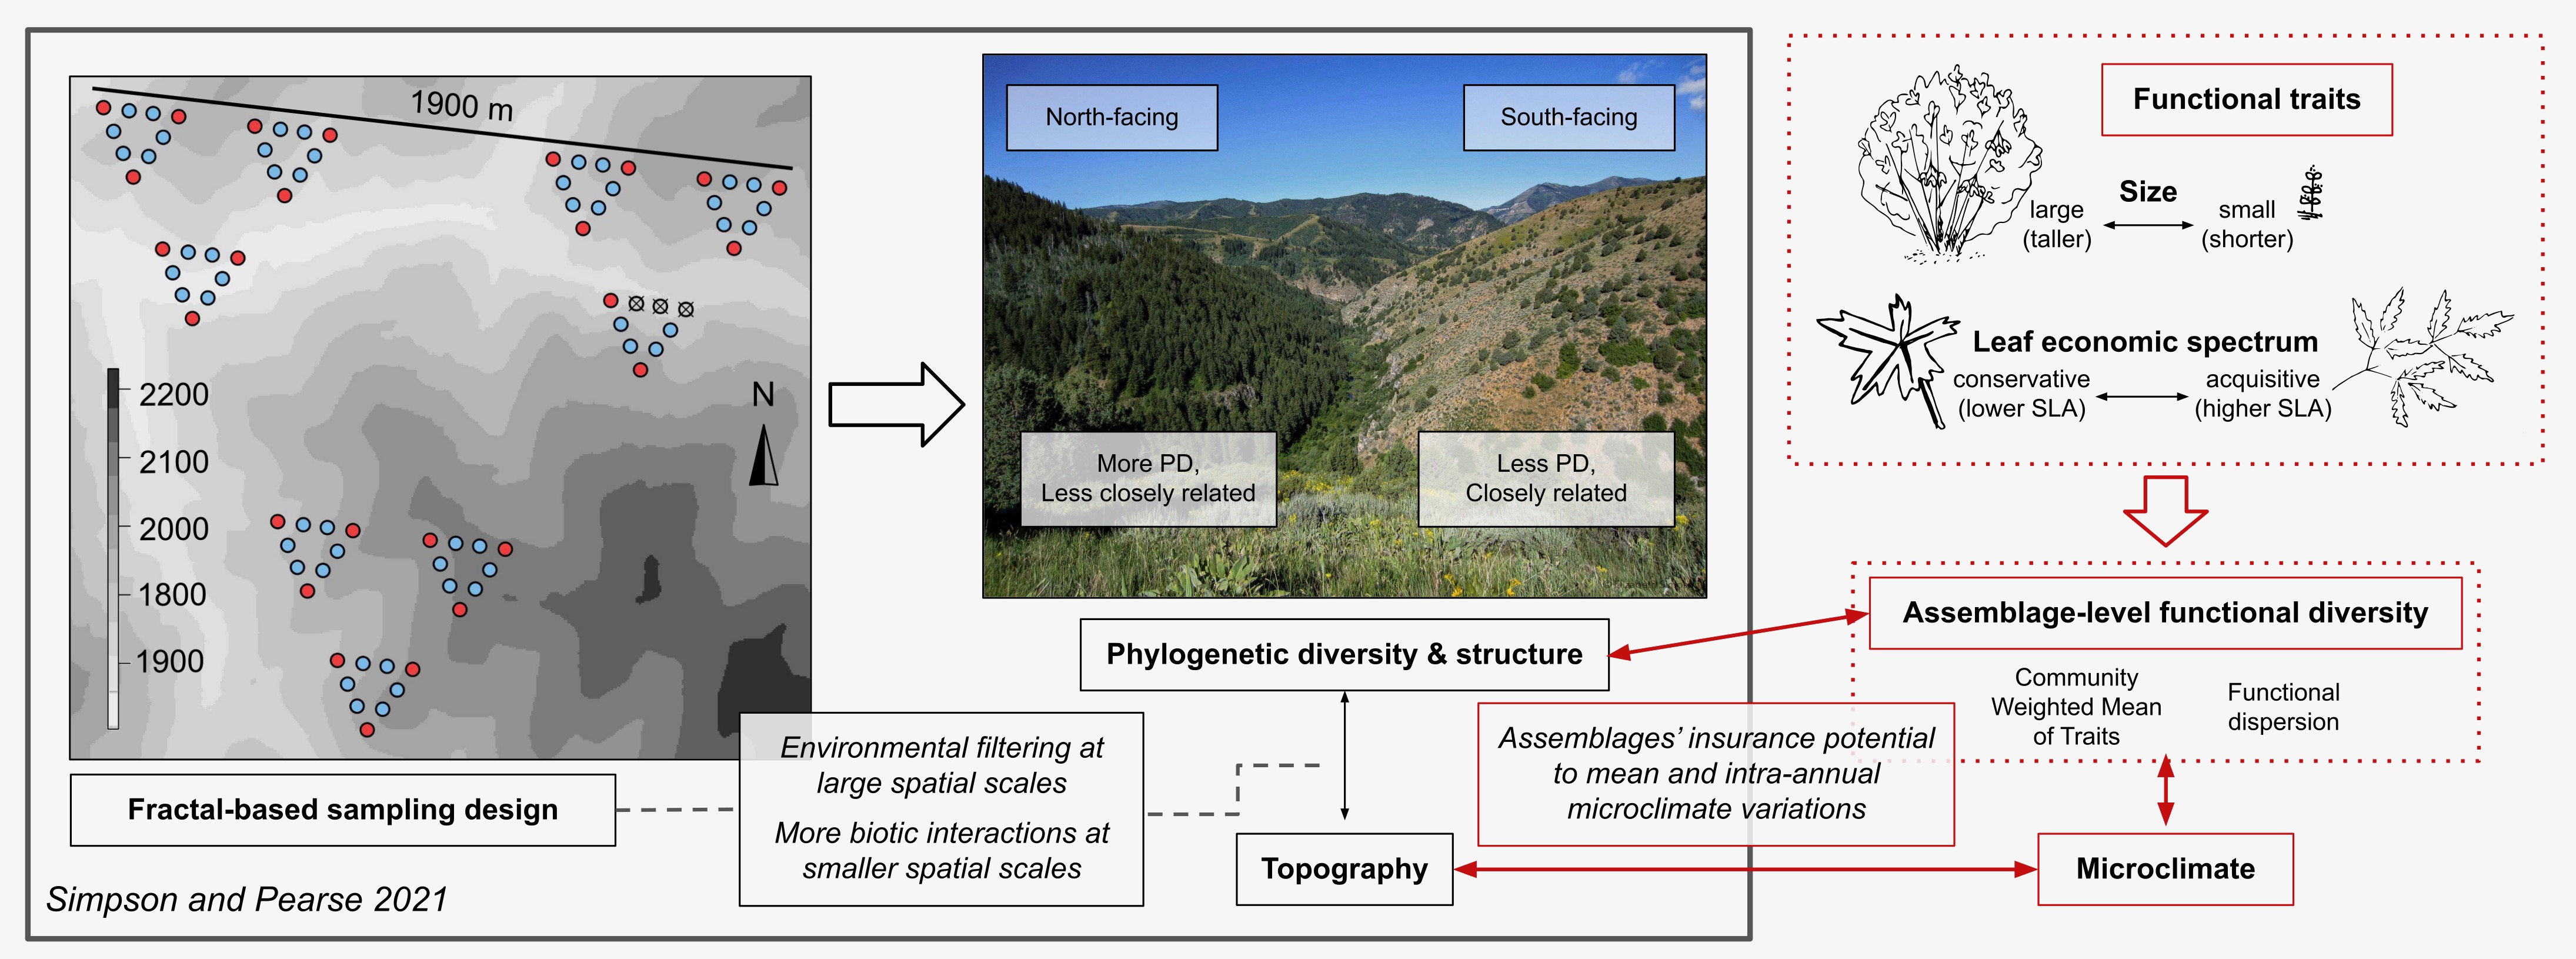 1900 m
N
2200
2100
2000
1800
1900
Fractal-based sampling design
Simpson and Pearse 2021
North-facing
South-facing
More PD,
Less closely related
Less PD,
Closely related
Phylogenetic diversity & structure
Environmental filtering at
large spatial scales
More biotic interactions at
smaller spatial scales
Topography
Assemblages’ insurance potential
to mean and intra-annual
microclimate variations
Functional traits
Size
large
(taller)
small
(shorter)
Leaf economic spectrum
conservative
(lower SLA)
acquisitive
(higher SLA)
Assemblage-level functional diversity
Community
Weighted Mean
of Traits
Functional
dispersion
Microclimate